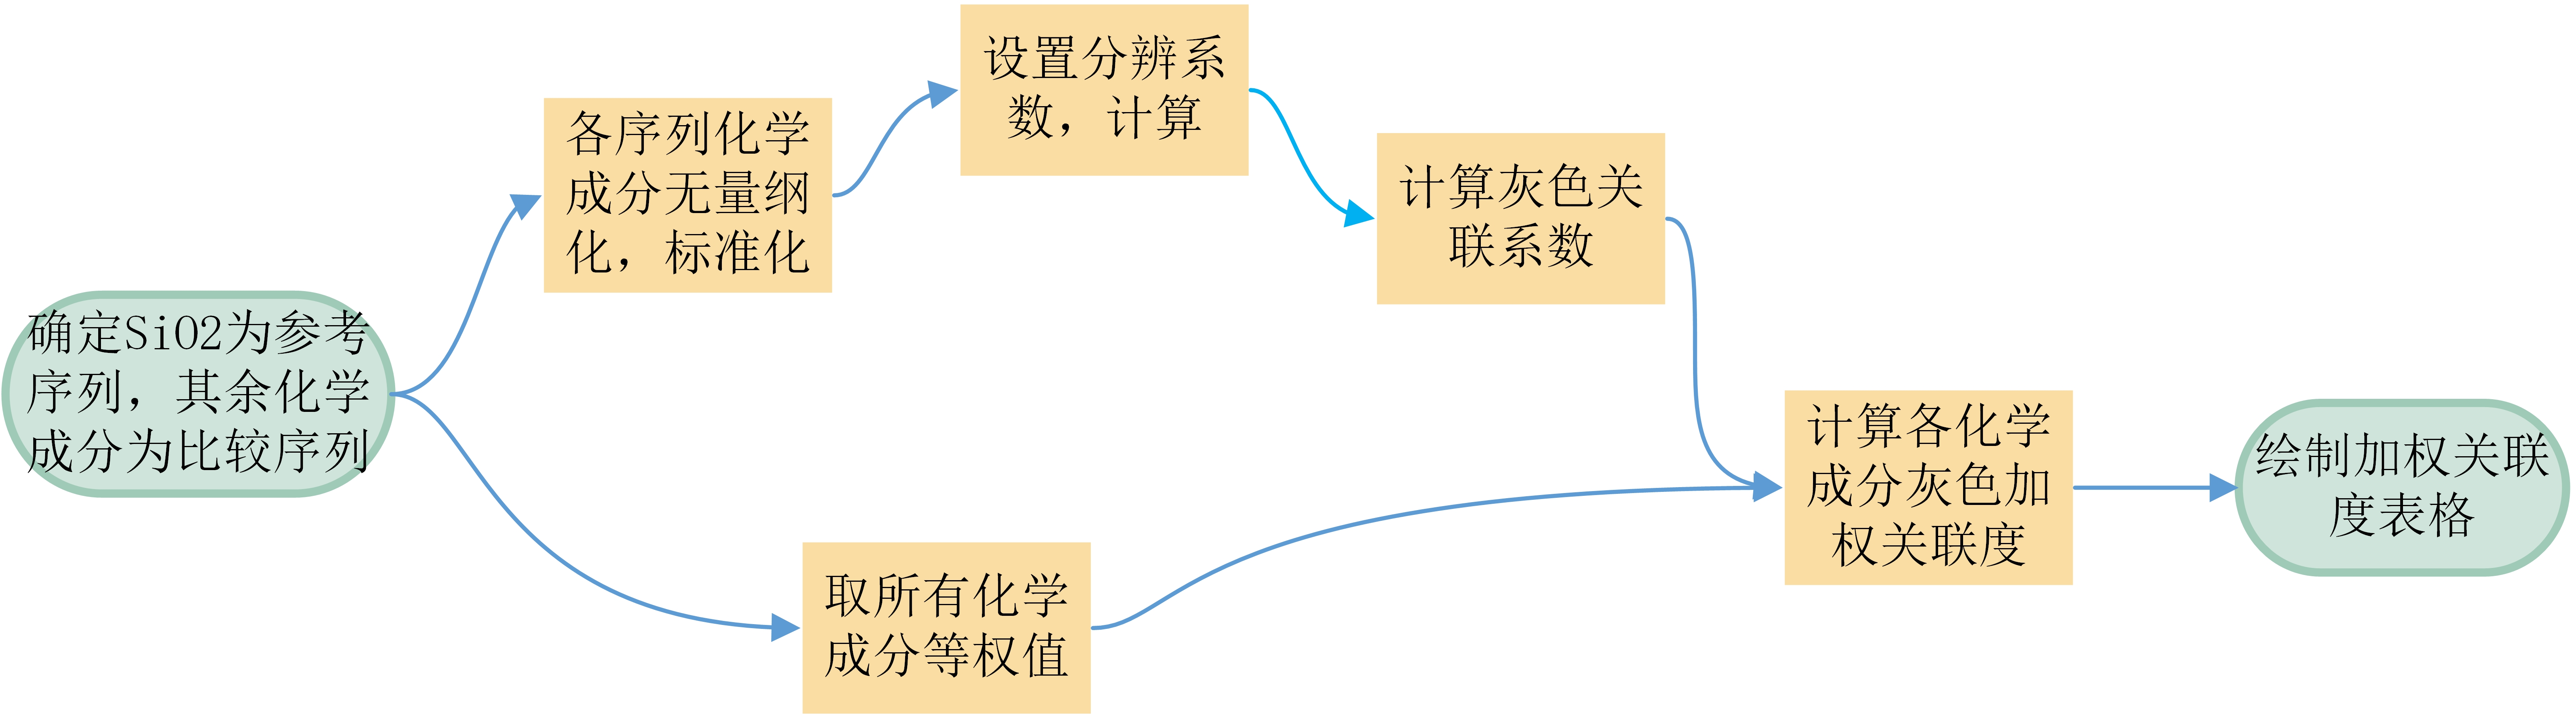 确定SiO2为参考
序列，其余化学
成分为比较序列
各序列化学
成分无量纲
化，标准化
设置分辨系
数，计算
计算灰色关
联系数
取所有化学
成分等权值
计算各化学
成分灰色加
权关联度
绘制加权关联
度表格